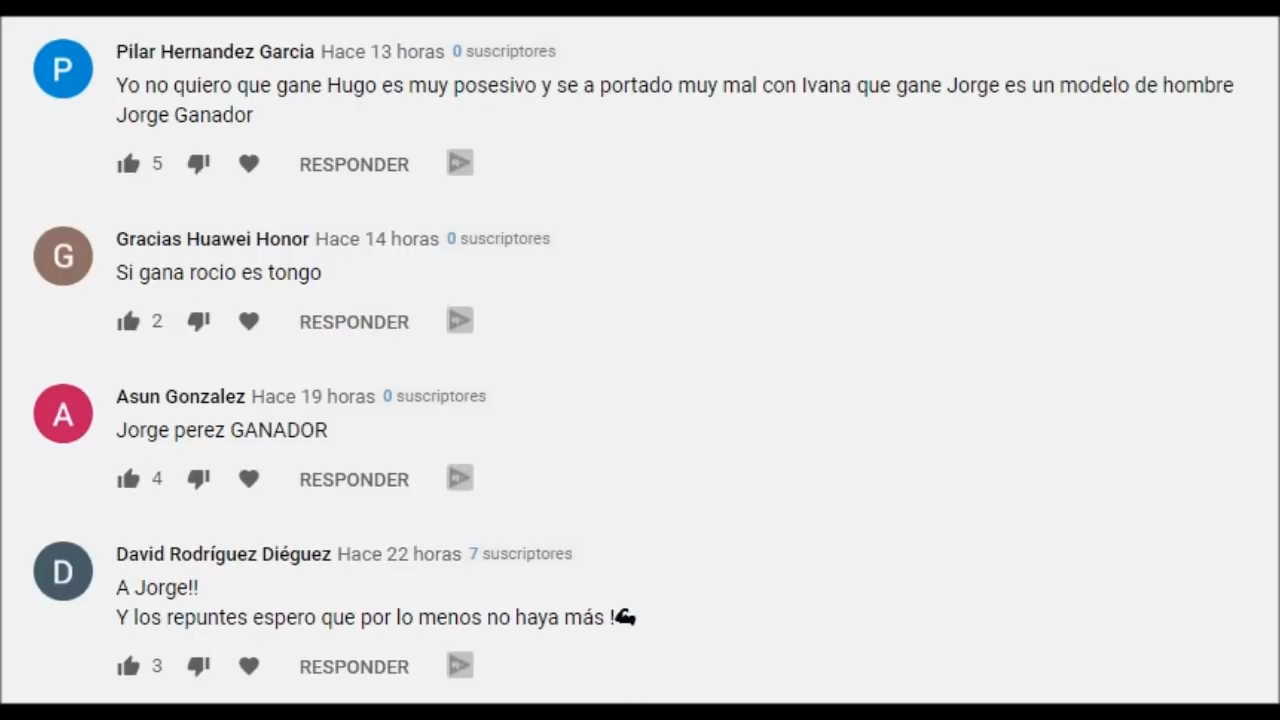 P
Pilar Hernandez Garcia Hace 13 horas 0 suscriptores
Yo no quiero que gane Hugo es muy posesivo y se a portado muy mal con Ivana que gane Jorge es un modelo de hombre
Jorge Ganador
5 RESPONDER
G
Gracias Huawei Honor Hace 14 horas 0 suscriptores
Si gana rocio es tongo
2 RESPONDER
A
Asun Gonzalez Hace 19 horas 0 suscriptores
Jorge perez GANADOR
4 RESPONDER
D
David Rodríguez Diéguez Hace 22 horas 7 suscriptores
A Jorge!!
Y los repuntes espero que por lo menos no haya más !💪
3 RESPONDER